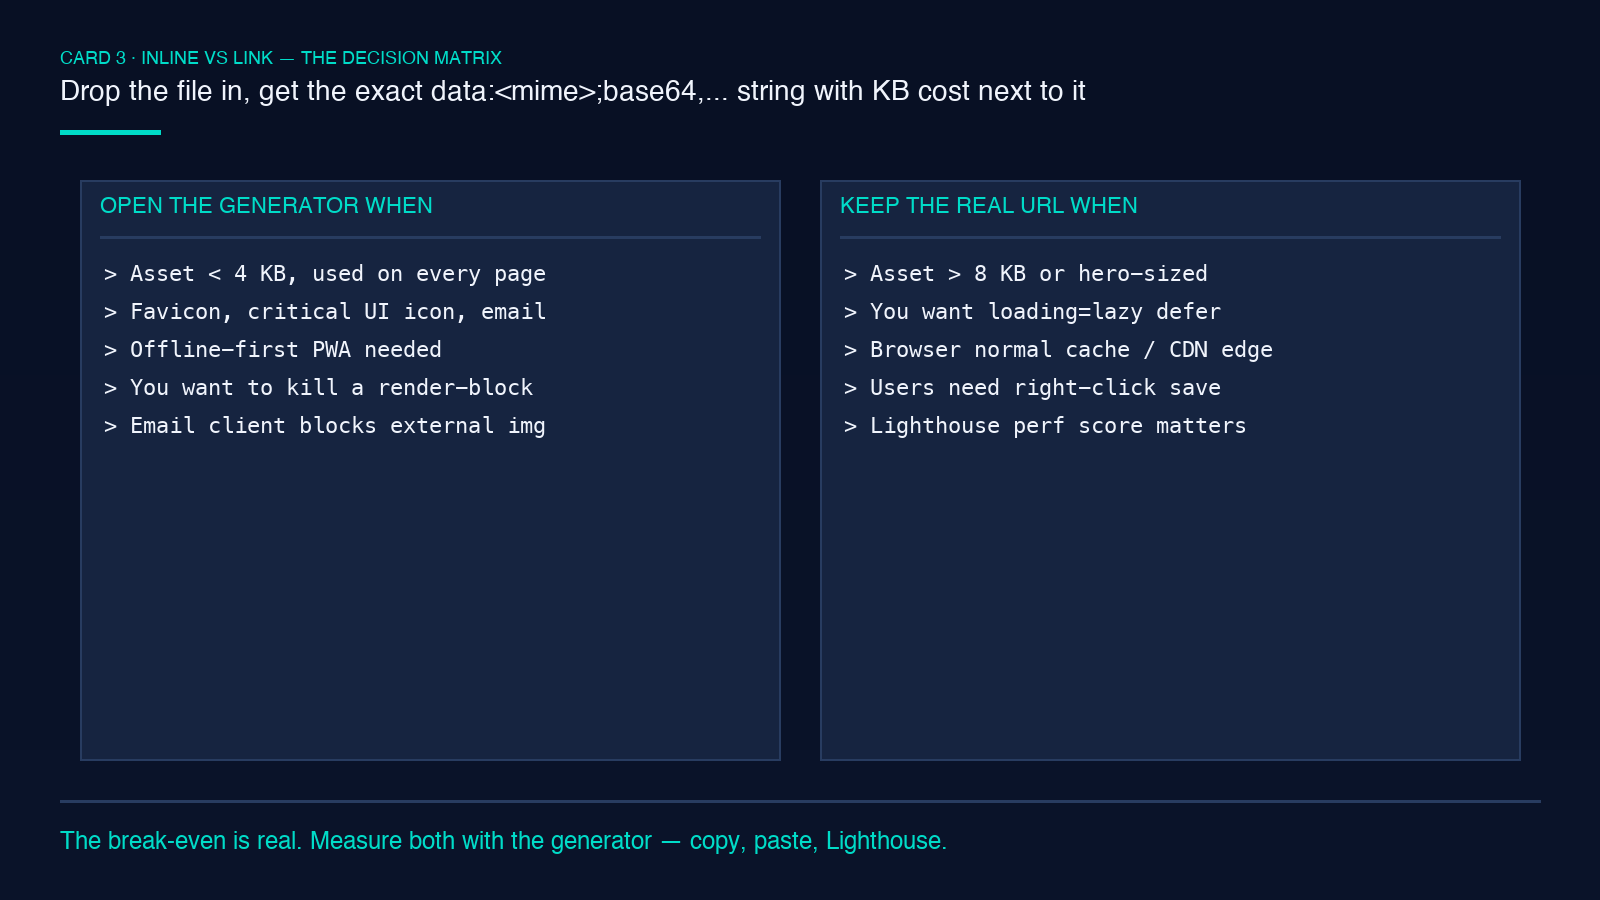 CARD 3 · INLINE VS LINK — THE DECISION MATRIX
Drop the file in, get the exact data:<mime>;base64,... string with KB cost next to it
OPEN THE GENERATOR WHEN
> Asset < 4 KB, used on every page
> Favicon, critical UI icon, email
> Offline-first PWA needed
> You want to kill a render-block
> Email client blocks external img
KEEP THE REAL URL WHEN
> Asset > 8 KB or hero-sized
> You want loading=lazy defer
> Browser normal cache / CDN edge
> Users need right-click save
> Lighthouse perf score matters
The break-even is real. Measure both with the generator — copy, paste, Lighthouse.